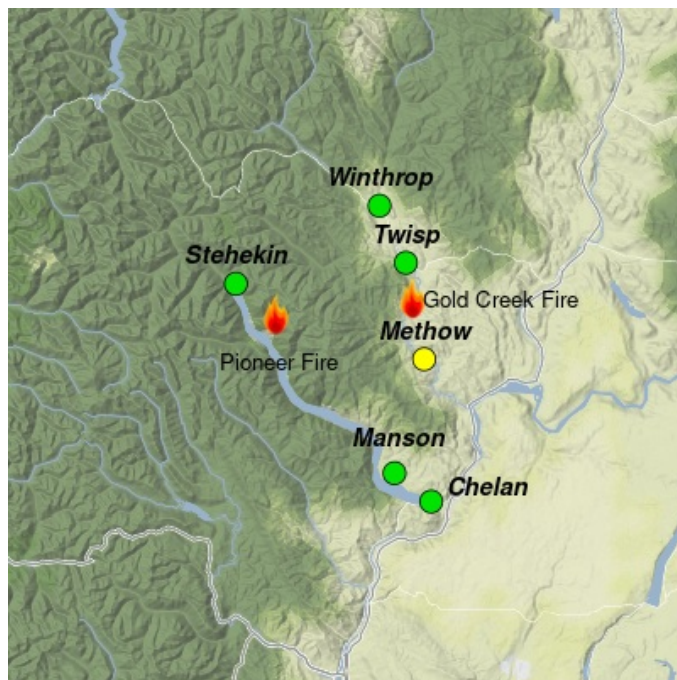 Winthrop
Twisp
Stehekin
Gold Creek Fire
Methow
Pioneer Fire
Manson
Chelan